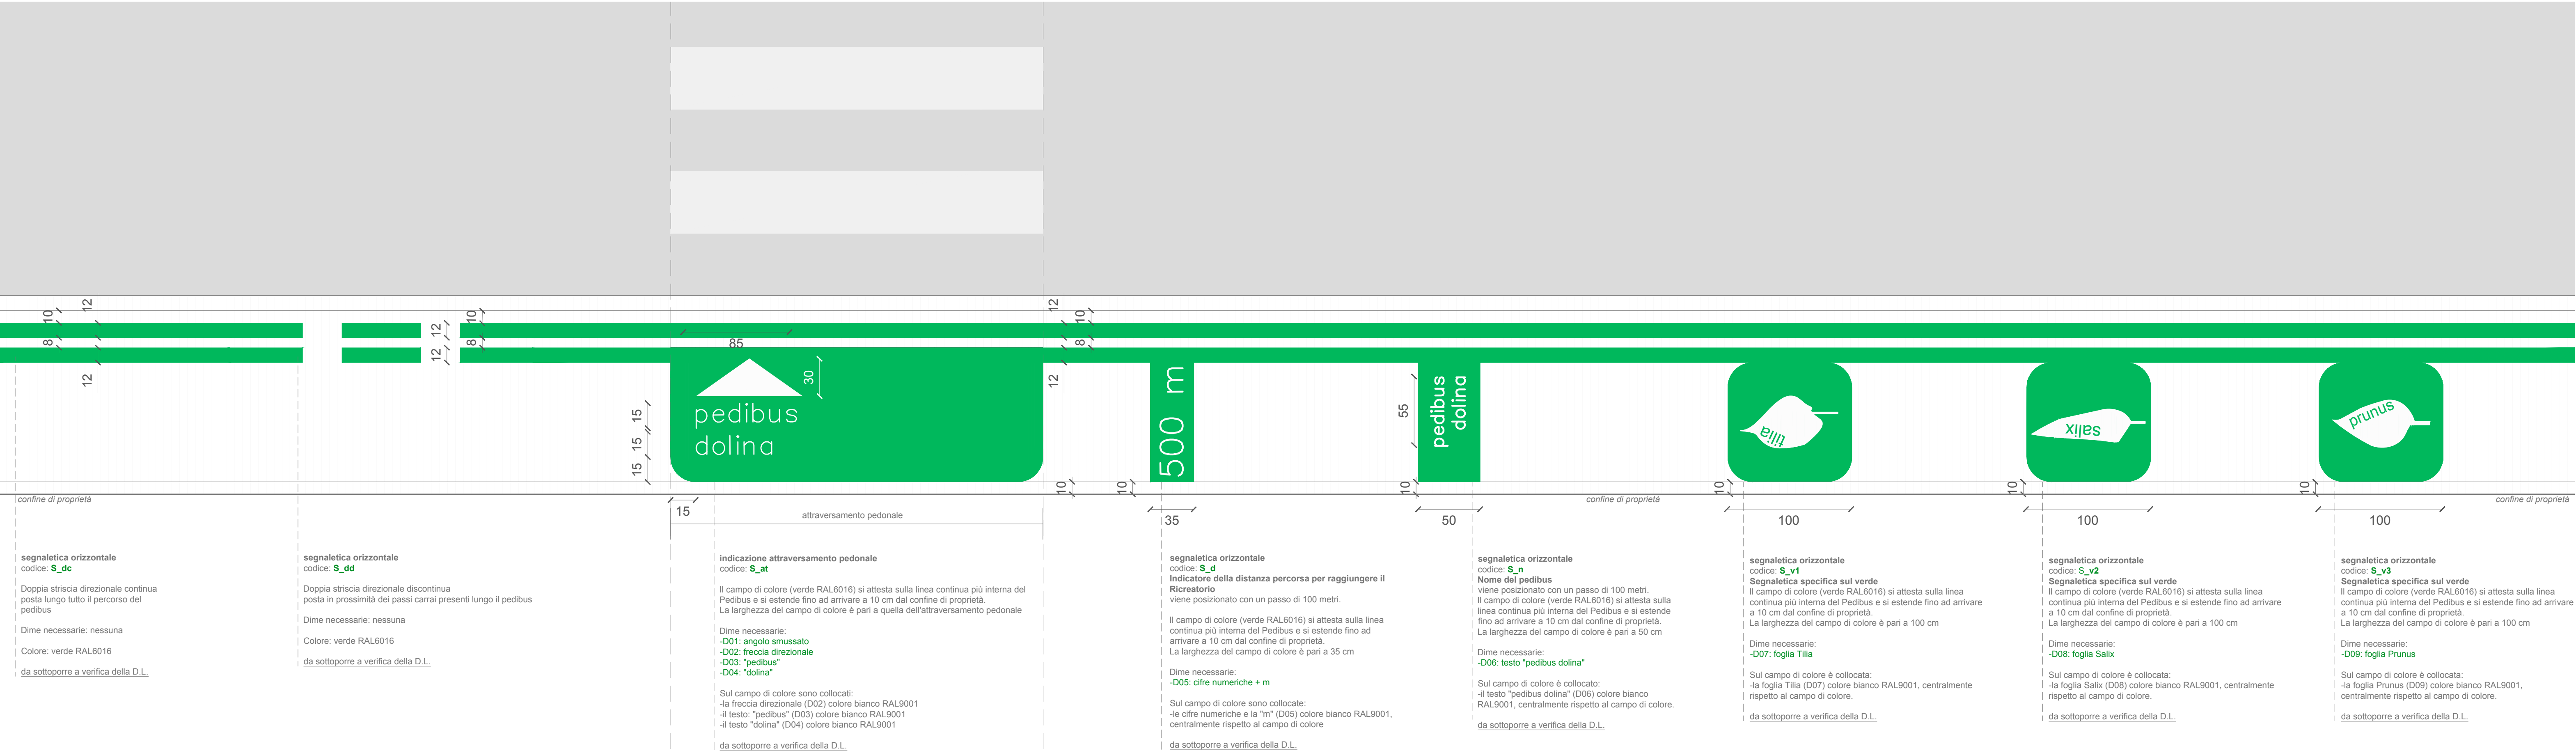 12
10
8
12
12
12
10
8
85
30
15
15
15
pedibus
dolina
12
10
8
12
500 m
55
pedibus
dolina
tilia
salix
prunus
10
10
10
10
10
10
confine di proprietà
confine di proprietà
confine di proprietà
15
attraversamento pedonale
35
50
100
100
100
segnaletica orizzontale
codice: S_dc
Doppia striscia direzionale continua
posta lungo tutto il percorso del
pedibus
Dime necessarie: nessuna
Colore: verde RAL6016
da sottoporre a verifica della D.L.
segnaletica orizzontale
codice: S_dd
Doppia striscia direzionale discontinua
posta in prossimità dei passi carrai presenti lungo il pedibus
Dime necessarie: nessuna
Colore: verde RAL6016
da sottoporre a verifica della D.L.
indicazione attraversamento pedonale
codice: S_at
Il campo di colore (verde RAL6016) si attesta sulla linea continua più interna del
Pedibus e si estende fino ad arrivare a 10 cm dal confine di proprietà.
La larghezza del campo di colore è pari a quella dell'attraversamento pedonale
Dime necessarie:
-D01: angolo smussato
-D02: freccia direzionale
-D03: "pedibus"
-D04: "dolina"
Sul campo di colore sono collocati:
-la freccia direzionale (D02) colore bianco RAL9001
-il testo: "pedibus" (D03) colore bianco RAL9001
-il testo "dolina" (D04) colore bianco RAL9001
da sottoporre a verifica della D.L.
segnaletica orizzontale
codice: S_d
Indicatore della distanza percorsa per raggiungere il
Ricreatorio
viene posizionato con un passo di 100 metri.
Il campo di colore (verde RAL6016) si attesta sulla linea
continua più interna del Pedibus e si estende fino ad
arrivare a 10 cm dal confine di proprietà.
La larghezza del campo di colore è pari a 35 cm
Dime necessarie:
-D05: cifre numeriche + m
Sul campo di colore sono collocate:
-le cifre numeriche e la "m" (D05) colore bianco RAL9001,
centralmente rispetto al campo di colore
da sottoporre a verifica della D.L.
segnaletica orizzontale
codice: S_n
Nome del pedibus
viene posizionato con un passo di 100 metri.
Il campo di colore (verde RAL6016) si attesta sulla
linea continua più interna del Pedibus e si estende
fino ad arrivare a 10 cm dal confine di proprietà.
La larghezza del campo di colore è pari a 50 cm
Dime necessarie:
-D06: testo "pedibus dolina"
Sul campo di colore è collocato:
-il testo "pedibus dolina" (D06) colore bianco
RAL9001, centralmente rispetto al campo di colore.
da sottoporre a verifica della D.L.
segnaletica orizzontale
codice: S_v1
Segnaletica specifica sul verde
Il campo di colore (verde RAL6016) si attesta sulla linea
continua più interna del Pedibus e si estende fino ad arrivare
a 10 cm dal confine di proprietà.
La larghezza del campo di colore è pari a 100 cm
Dime necessarie:
-D07: foglia Tilia
Sul campo di colore è collocata:
-la foglia Tilia (D07) colore bianco RAL9001, centralmente
rispetto al campo di colore.
da sottoporre a verifica della D.L.
segnaletica orizzontale
codice: S_v2
Segnaletica specifica sul verde
Il campo di colore (verde RAL6016) si attesta sulla linea
continua più interna del Pedibus e si estende fino ad arrivare
a 10 cm dal confine di proprietà.
La larghezza del campo di colore è pari a 100 cm
Dime necessarie:
-D08: foglia Salix
Sul campo di colore è collocata:
-la foglia Salix (D08) colore bianco RAL9001, centralmente
rispetto al campo di colore.
da sottoporre a verifica della D.L.
segnaletica orizzontale
codice: S_v3
Segnaletica specifica sul verde
Il campo di colore (verde RAL6016) si attesta sulla linea
continua più interna del Pedibus e si estende fino ad arrivare
a 10 cm dal confine di proprietà.
La larghezza del campo di colore è pari a 100 cm
Dime necessarie:
-D09: foglia Prunus
Sul campo di colore è collocata:
-la foglia Prunus (D09) colore bianco RAL9001,
centralmente rispetto al campo di colore.
da sottoporre a verifica della D.L.